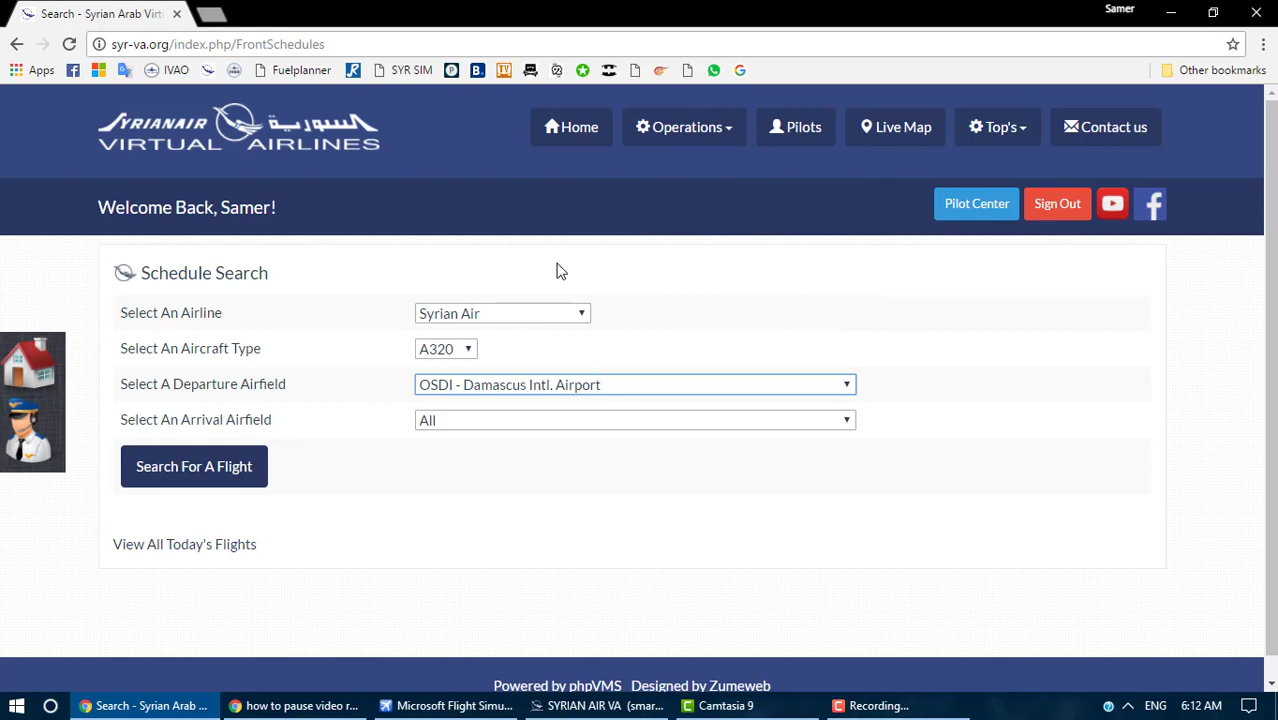 Search - Syrian Arab Virtu
Samer
syr-va.org/index.php/FrontSchedules
Apps
IVAO
Fuelplanner
SYR SIM
Other bookmarks
SYRIANAIR السورية
VIRTUAL AIRLINES
Home
Operations
Pilots
Live Map
Top's
Contact us
Welcome Back, Samer!
Pilot Center
Sign Out
Schedule Search
Select An Airline
Syrian Air
Select An Aircraft Type
A320
Select A Departure Airfield
OSDI - Damascus Intl. Airport
Select An Arrival Airfield
All
Search For A Flight
View All Today's Flights
Powered by phpVMS Designed by Zumeweb
Search - Syrian Arab ...
how to pause video r...
Microsoft Flight Simu...
SYRIAN AIR VA (smar...
Camtasia 9
Recording...
ENG
6:12 AM